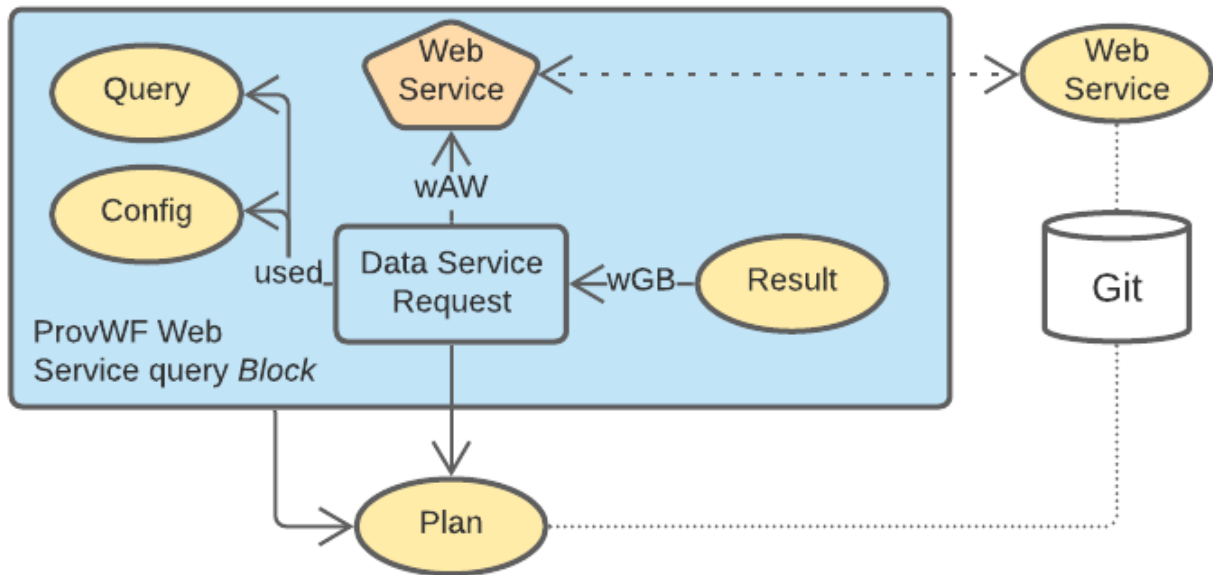 Web
Service
Web
Service
Query
Config
wAW
used
Data Service
Request
wGB
Result
Git
ProvWF Web
Service query Block
Plan